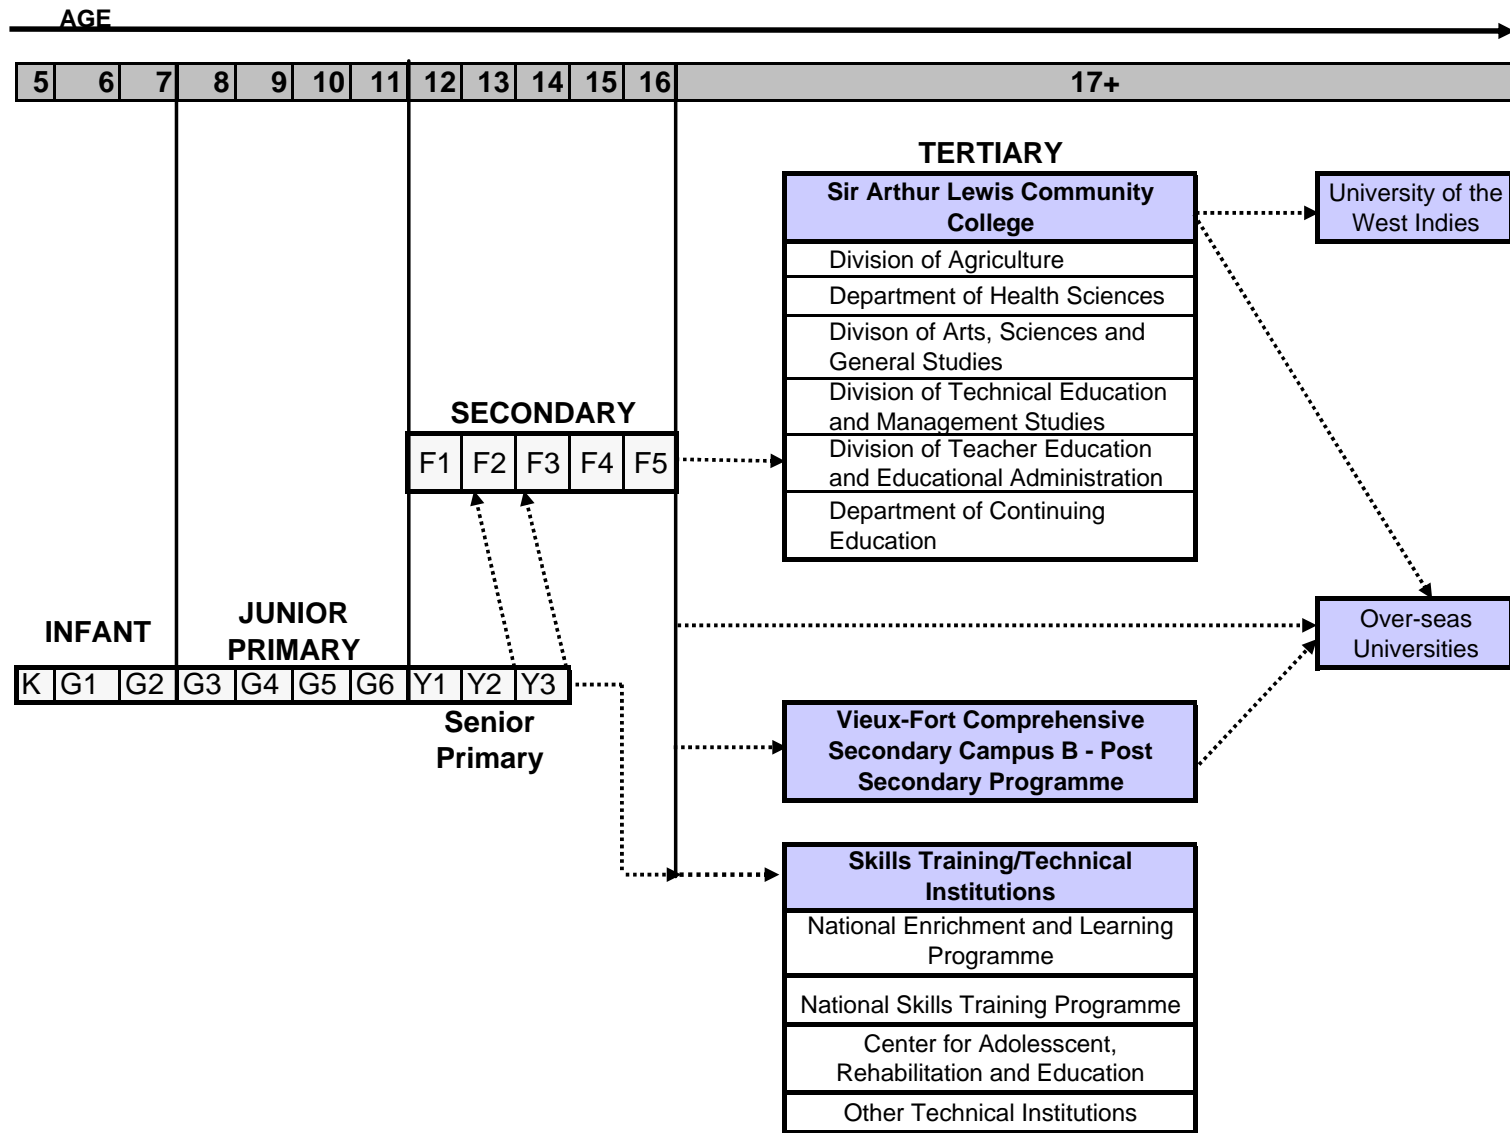 AGE
5 6 7 8 9 10 11 12 13 14 15 16 17+
TERTIARY
Sir Arthur Lewis Community
College
Division of Agriculture
Department of Health Sciences
Divison of Arts, Sciences and
General Studies
Division of Technical Education
and Management Studies
Division of Teacher Education
and Educational Administration
Department of Continuing
Education
University of the
West Indies
SECONDARY
F1 F2 F3 F4 F5
INFANT
JUNIOR
PRIMARY
K G1 G2 G3 G4 G5 G6 Y1 Y2 Y3
Senior
Primary
Over-seas
Universities
Vieux-Fort Comprehensive
Secondary Campus B - Post
Secondary Programme
Skills Training/Technical
Institutions
National Enrichment and Learning
Programme
National Skills Training Programme
Center for Adolesscent,
Rehabilitation and Education
Other Technical Institutions